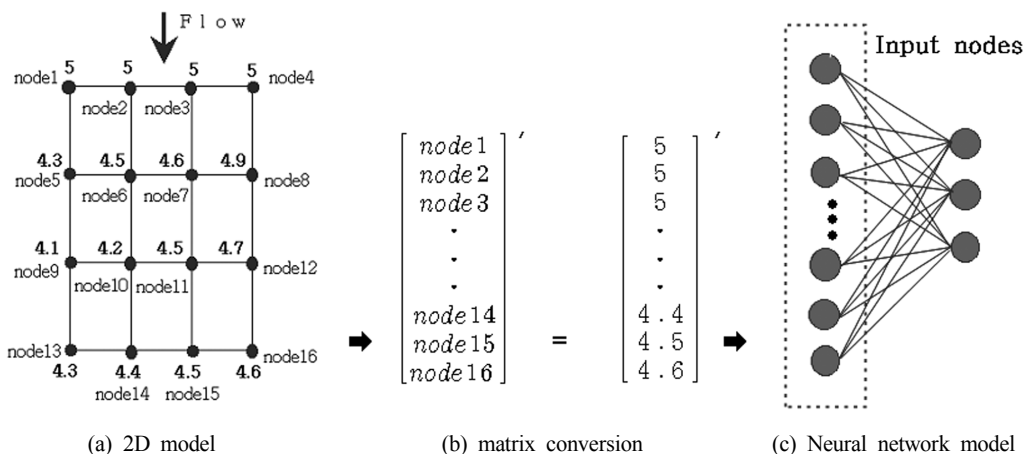 Flow
5 5 5 5
node1 node4
node2 node3
4.3 4.5 4.6 4.9
node5 node8
node6 node7
4.1 4.2 4.5 4.7
node9 node12
node10 node11
node13 node16
4.3 4.4 4.5 4.6
node14 node15
(a) 2D model
′
node1
node2
node3
.
.
.
node14
node15
node16
=
′
5
5
5
.
.
.
4.4
4.5
4.6
(b) matrix conversion
Input nodes
(c) Neural network model